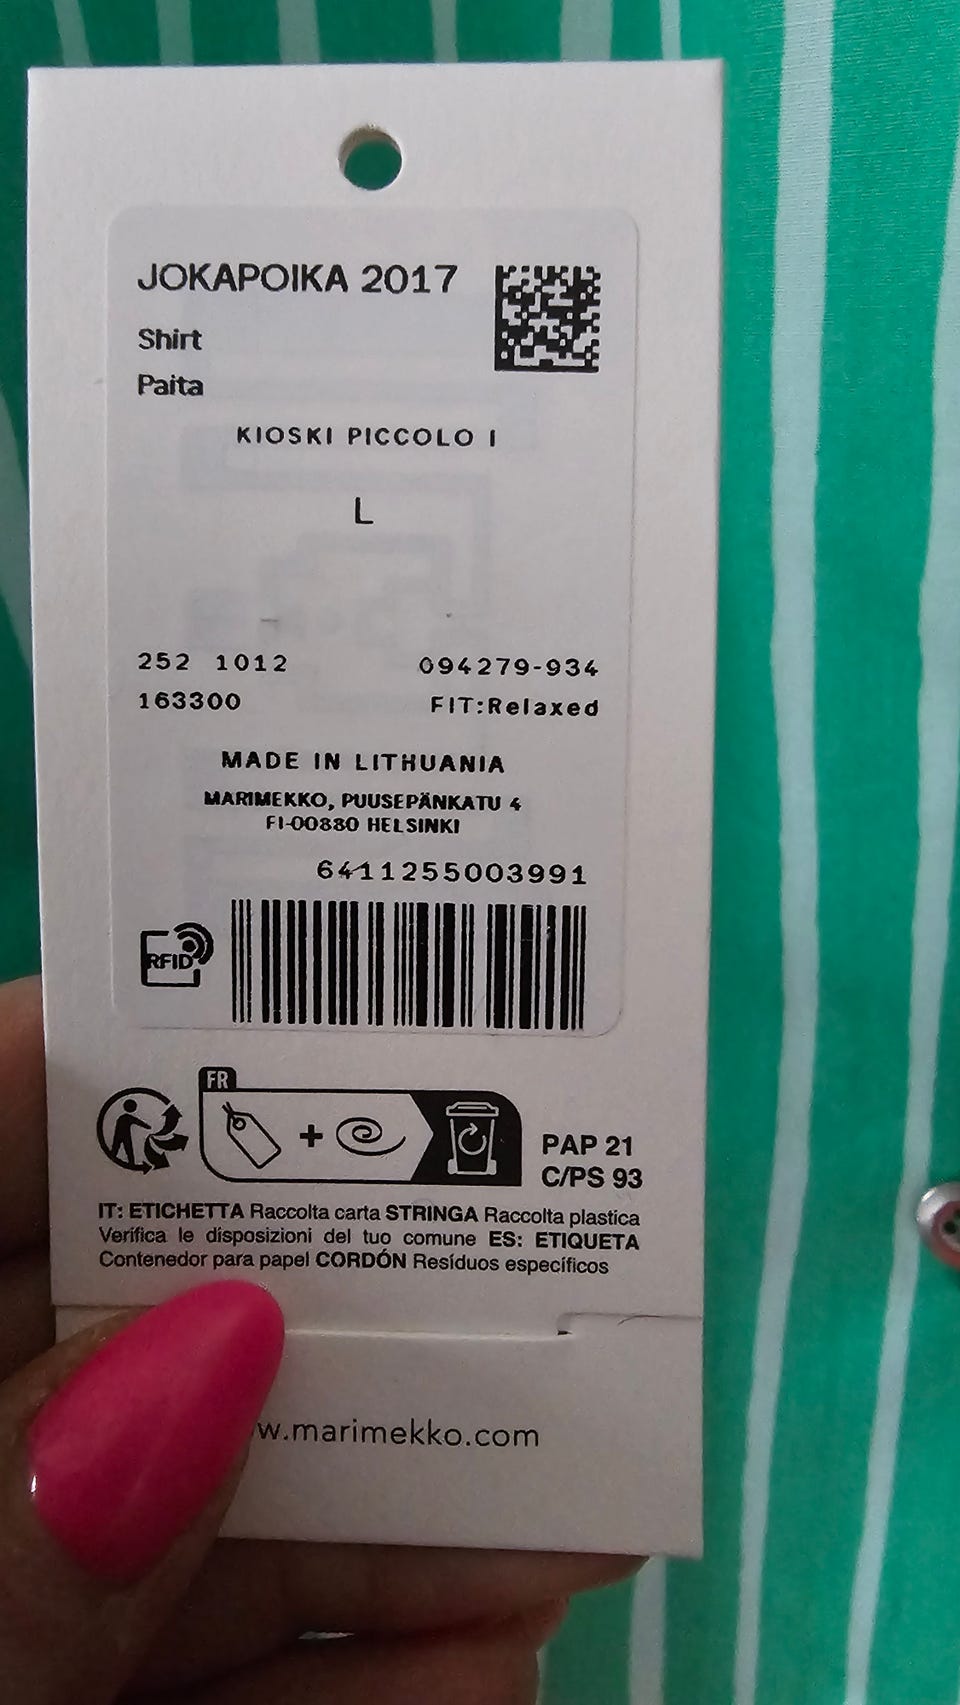 JOKAPOIKA 2017
Shirt
Paita
KIOSKI PICCOLO I
L
252 1012
094279-934
163300
FIT:Relaxed
MADE IN LITHUANIA
MARIMEKKO, PUUSEPÄNKATU 4
FI-00880 HELSINKI
6411255003991
RFID
FR
PAP 21
C/PS 93
IT: ETICHETTA Raccolta carta STRINGA Raccolta plastica
Verifica le disposizioni del tuo comune ES: ETIQUETA
Contenedor para papel CORDÓN Resíduos específicos
w.marimekko.com